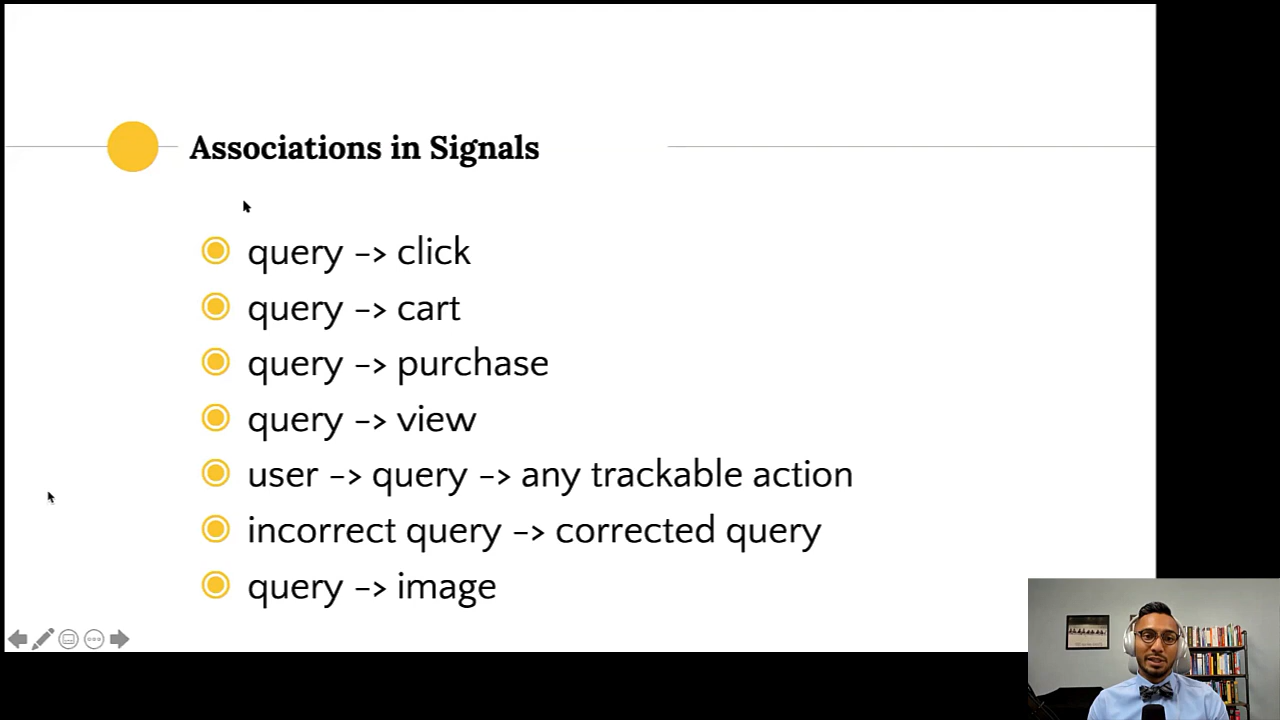 Associations in Signals
query -> click
query -> cart
query -> purchase
query -> view
user -> query -> any trackable action
incorrect query -> corrected query
query -> image